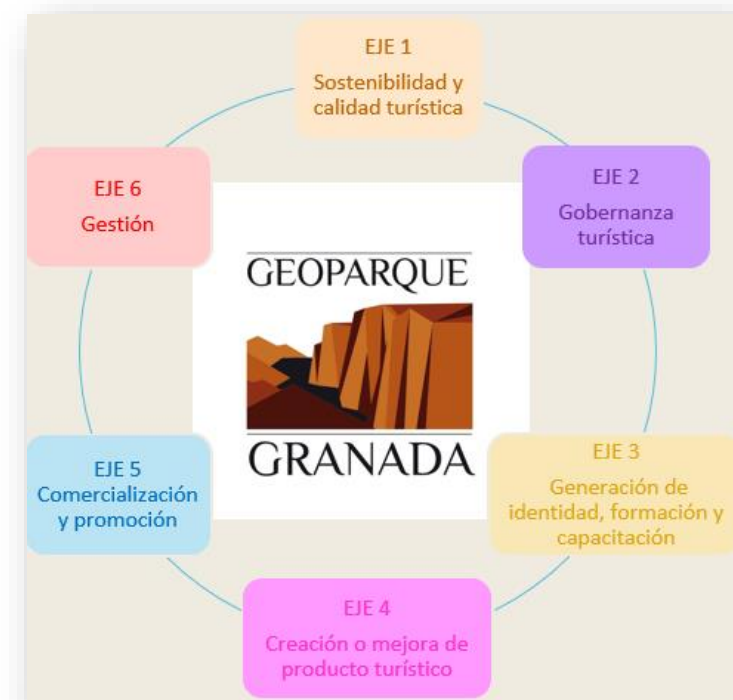 EJE 1
Sostenibilidad y
calidad turística
EJE 2
Gobernanza
turística
EJE 3
Generación de
identidad, formación y
capacitación
EJE 4
Creación o mejora de
producto turístico
EJE 5
Comercialización
y promoción
EJE 6
Gestión
GEOPARQUE
GRANADA